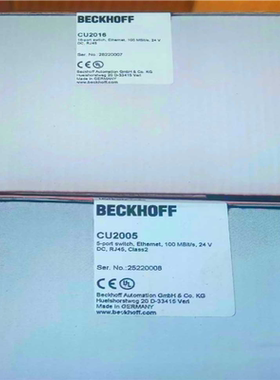 BECKHOFF
CU2016
16-port switch, Ethernet, 100 MBit/s, 24 V
DC, RJ45
Ser. No.: 25220007
Beckhoff Automation GmbH & Co. KG
Huelshorstweg 20 D-33415 Verl
Made in GERMANY
www.beckhoff.com
BECKHOFF
CU2005
5-port switch, Ethernet, 100 MBit/s, 24 V
DC, RJ45, Class2
Ser. No.:25220008
Beckhoff Automation GmbH & Co. KG
Huelshorstweg 20 D-33415 Verl
Made in GERMANY
www.beckhoff.com